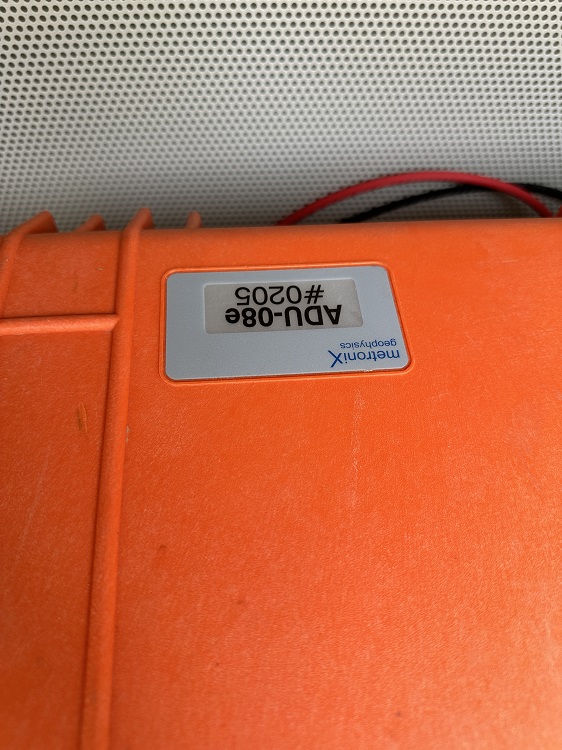 metroniX
geophysics
ADU-08e
#0205